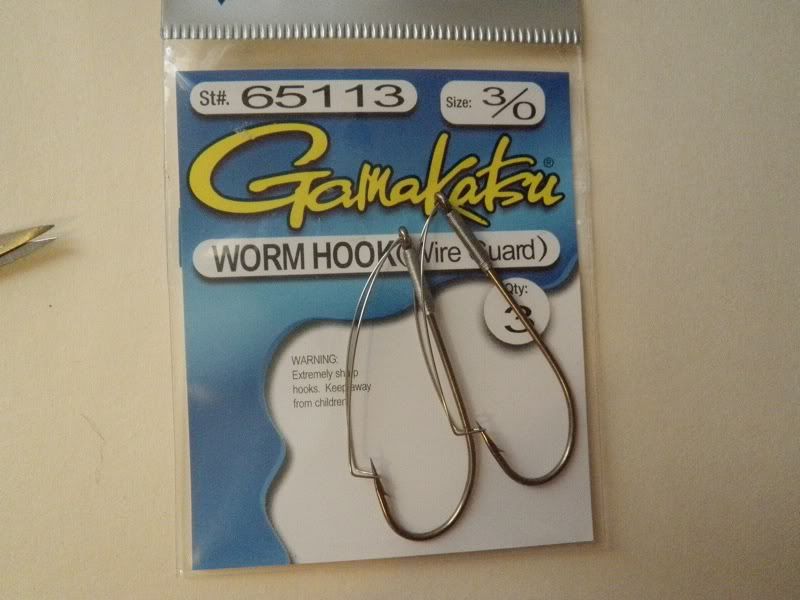 St#. 65113
Size: 3/0
Gamakatsu®
WORM HOOK (Wire Guard)
Qty:
3
WARNING:
Extremely sharp
hooks. Keep away
from children.